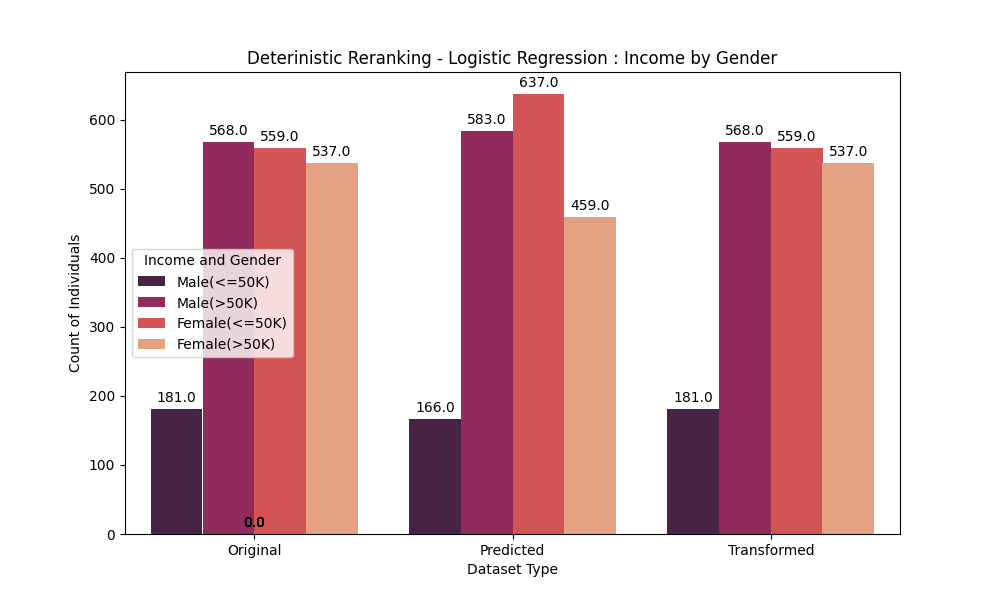 Deterinistic Reranking - Logistic Regression : Income by Gender
637.0
583.0
568.0
559.0
537.0
568.0
559.0
537.0
459.0
181.0
166.0
181.0
0.0
Income and Gender
Male(<=50K)
Male(>50K)
Female(<=50K)
Female(>50K)
Count of Individuals
600
500
400
300
200
100
0
Original
Predicted
Transformed
Dataset Type